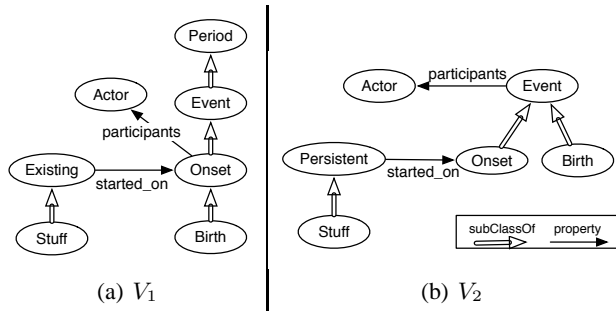 Period
Actor
Event
participants
Existing
started_on
Onset
Stuff
Birth
(a) V1
Actor
participants
Event
Persistent
started_on
Onset
Birth
Stuff
subClassOf
property
(b) V2